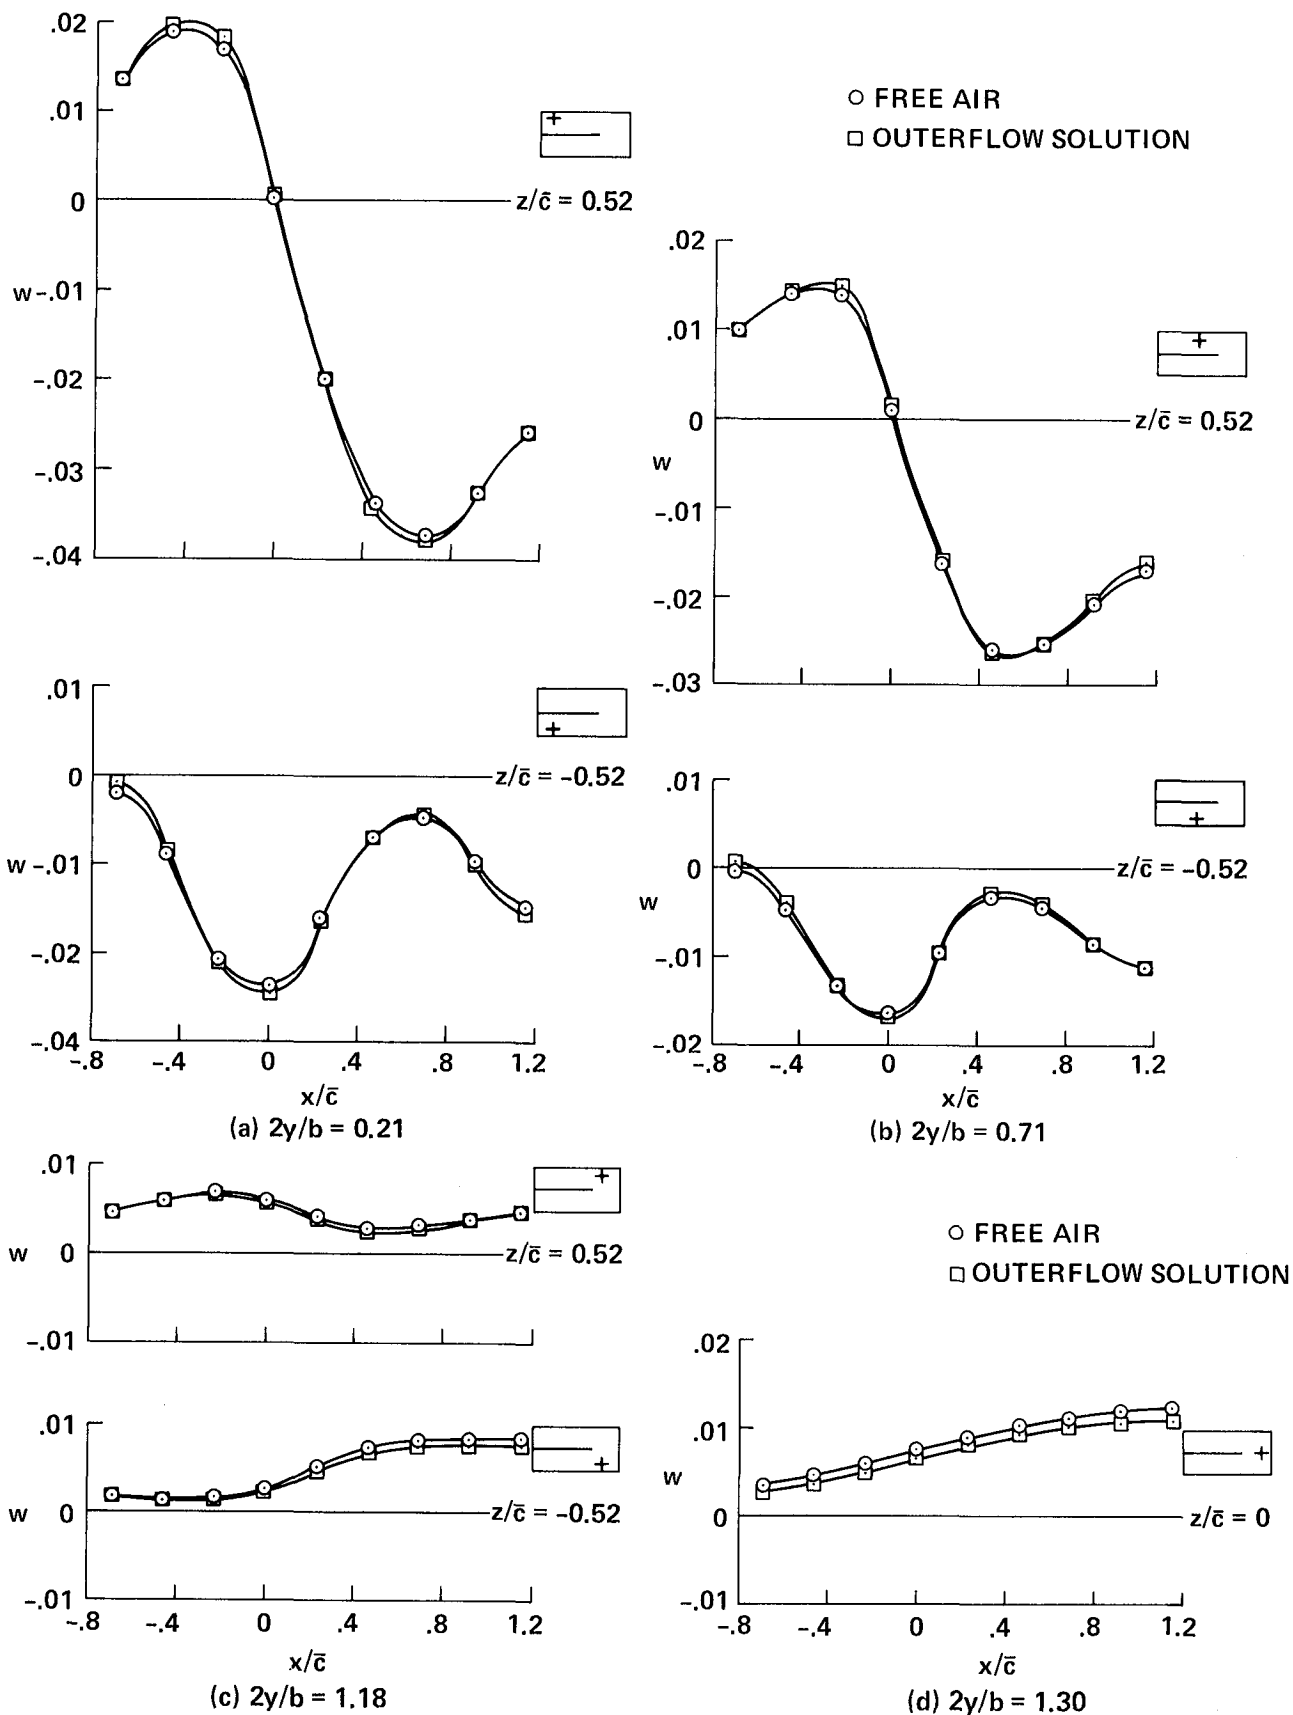 .02
.01
0
w -.01
-.02
-.03
-.04
z/c̄ = 0.52
○ FREE AIR
□ OUTERFLOW SOLUTION
.02
.01
0
w
-.01
-.02
-.03
z/c̄ = 0.52
.01
0
w -.01
-.02
-.04
z/c̄ = -0.52
-.8 -.4 0 .4 .8 1.2
x/c̄
(a) 2y/b = 0.21
.01
0
w
-.01
-.02
z/c̄ = -0.52
-.8 -.4 0 .4 .8 1.2
x/c̄
(b) 2y/b = 0.71
.01
w 0
-.01
z/c̄ = 0.52
.01
w 0
-.01
z/c̄ = -0.52
-.8 -.4 0 .4 .8 1.2
x/c̄
(c) 2y/b = 1.18
○ FREE AIR
□ OUTERFLOW SOLUTION
.02
.01
w
0
-.01
z/c̄ = 0
-.8 -.4 0 .4 .8 1.2
x/c̄
(d) 2y/b = 1.30